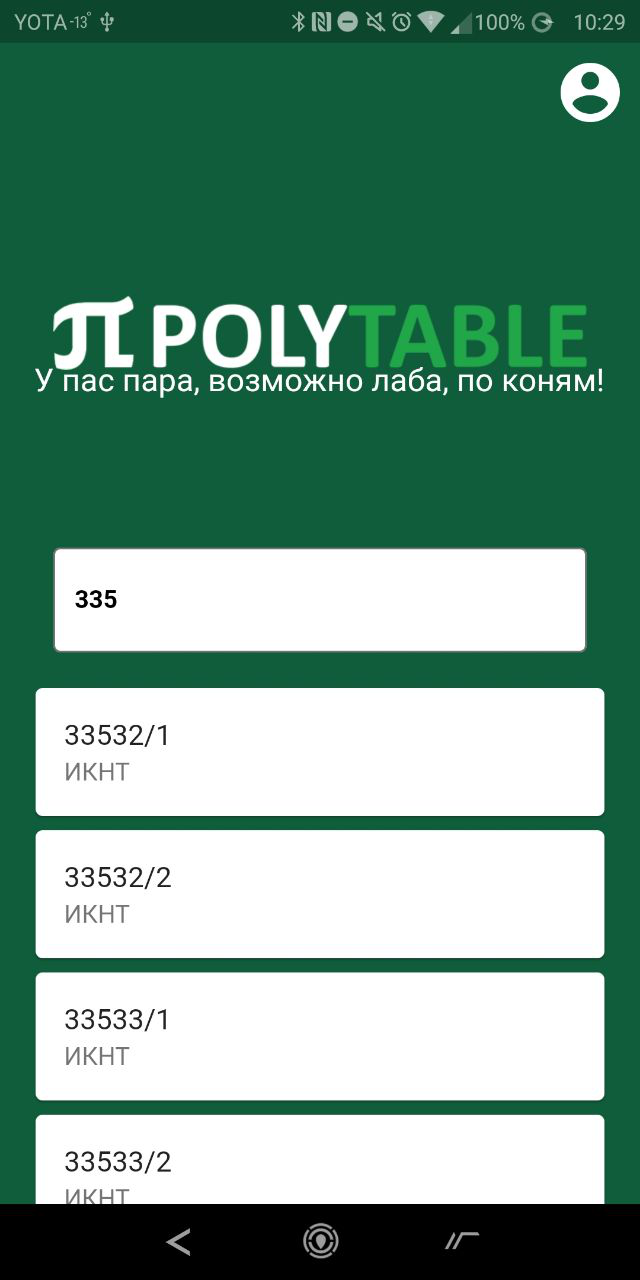 YOTA -13° 100% 10:29
π POLYTABLE
У пас пара, возможно лаба, по коням!
335
33532/1
ИКНТ
33532/2
ИКНТ
33533/1
ИКНТ
33533/2
ИКНТ